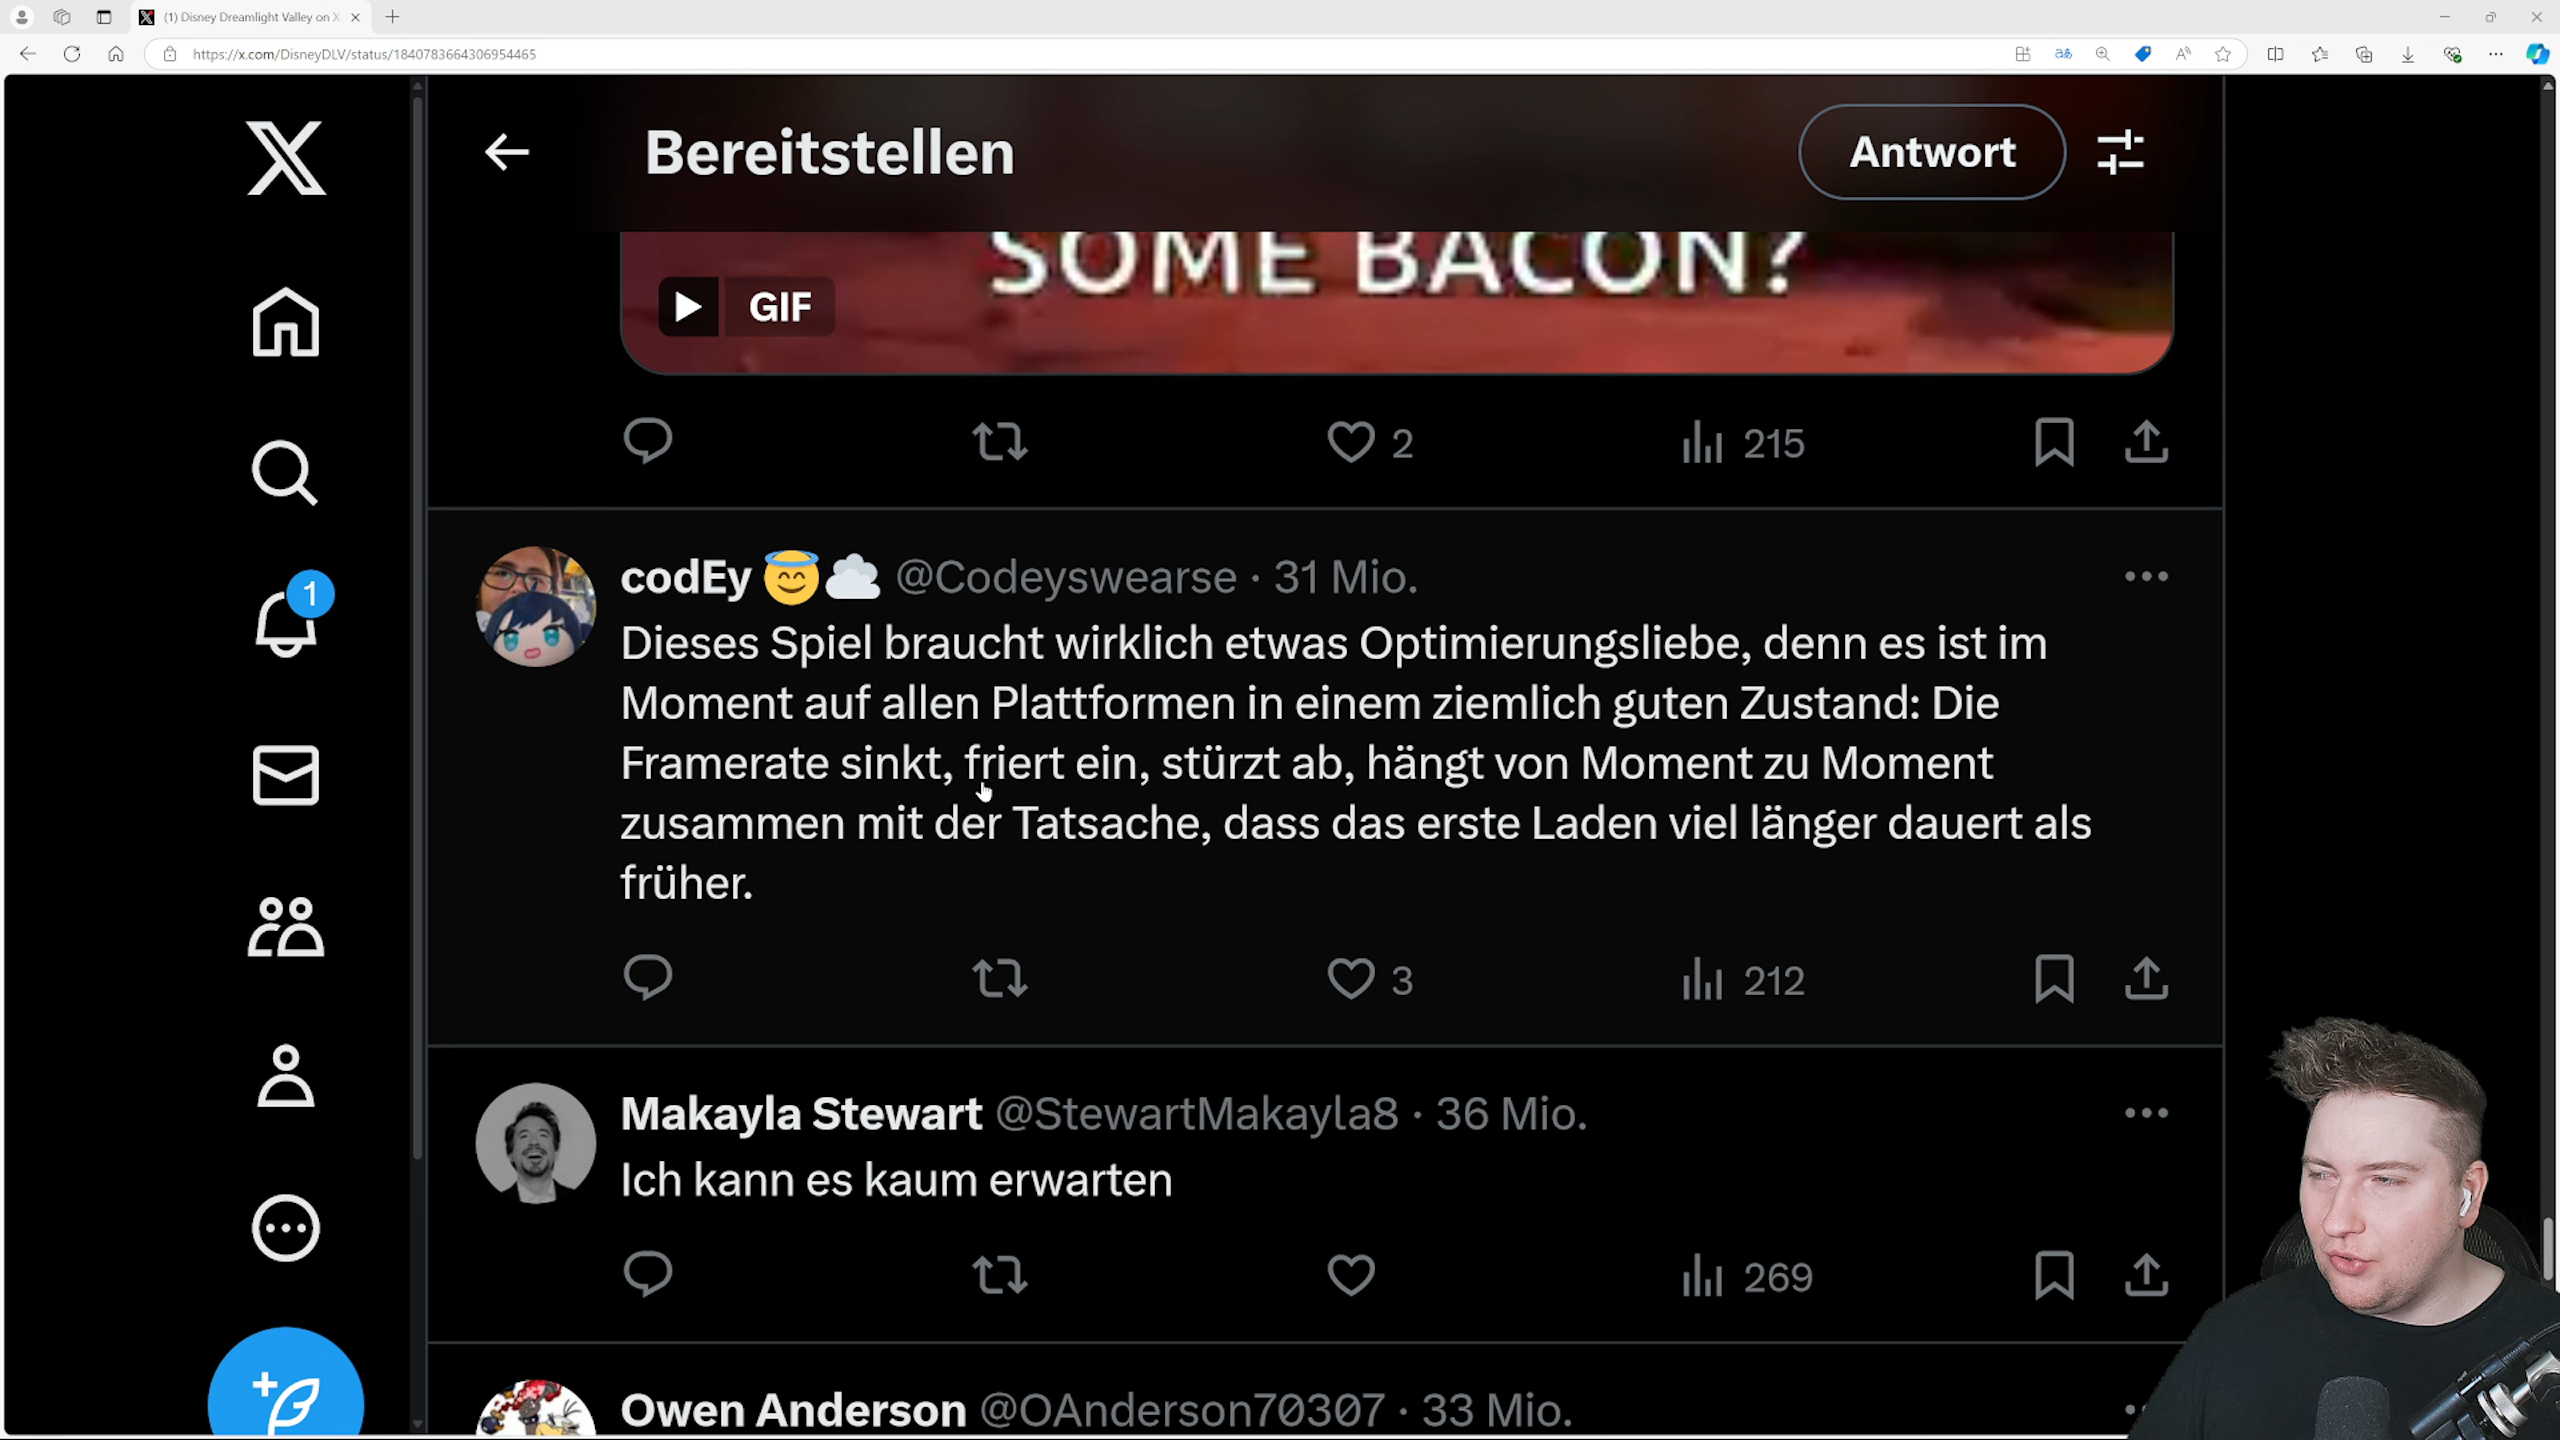 (1) Disney Dreamlight Valley on X
https://x.com/DisneyDLV/status/1840783664306954465
Bereitstellen
Antwort
SOME BACON?
GIF
2
215
1
codEy @Codeyswearse · 31 Mio.
Dieses Spiel braucht wirklich etwas Optimierungsliebe, denn es ist im
Moment auf allen Plattformen in einem ziemlich guten Zustand: Die
Framerate sinkt, friert ein, stürzt ab, hängt von Moment zu Moment
zusammen mit der Tatsache, dass das erste Laden viel länger dauert als
früher.
3
212
Makayla Stewart @StewartMakayla8 · 36 Mio.
Ich kann es kaum erwarten
269
Owen Anderson @OAnderson70307 · 33 Mio.